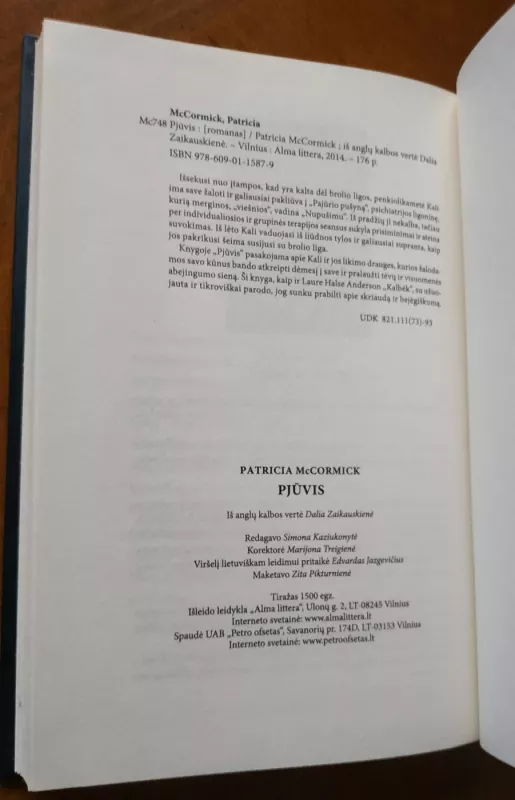 McCormick, Patricia
Mc748 Pjūvis : [romanas] / Patricia McCormick ; iš anglų kalbos vertė Dalia
Zaikauskienė. – Vilnius : Alma littera, 2014. – 176 p.
ISBN 978-609-01-1587-9
Išsekusi nuo įtampos, kad yra kalta dėl brolio ligos, penkiolikametė Kali
ima save žaloti ir galiausiai pakliūva į „Pajūrio pušyną“, psichiatrijos ligoninę,
kurią merginos, „viešnios“, vadina „Nupušimu“. Iš pradžių ji nekalba, tačiau
per individualiosios ir grupinės terapijos seansus sukyla prisiminimai ir ateina
suvokimas. Iš lėto Kali vaduojasi iš liūdnos tylos ir galiausiai supranta, kaip
jos pakrikusi šeima susijusi su brolio liga.
Knygoje „Pjūvis“ pasakojama apie Kali ir jos likimo drauges, kurios žaloda-
mos savo kūnus bando atkreipti dėmesį į save ir pralaužti tėvų ir visuomenės
abejingumo sieną. Ši knyga, kaip ir Laure Halse Anderson „Kalbėk“, su užuo-
jauta ir tikroviškai parodo, jog sunku prabilti apie skriaudą ir bejėgiškumą.
UDK 821.111(73)-93
PATRICIA McCORMICK
PJŪVIS
Iš anglų kalbos vertė Dalia Zaikauskienė
Redagavo Simona Kaziukonytė
Korektorė Marijona Treigienė
Viršelį lietuviškam leidimui pritaikė Edvardas Jazgevičius
Maketavo Zita Pikturnienė
Tiražas 1500 egz.
Išleido leidykla „Alma littera“, Ulonų g. 2, LT-08245 Vilnius
Interneto svetainė: www.almalittera.lt
Spaudė UAB „Petro ofsetas“, Savanorių pr. 174D, LT-03153 Vilnius
Interneto svetainė: www.petroofsetas.lt